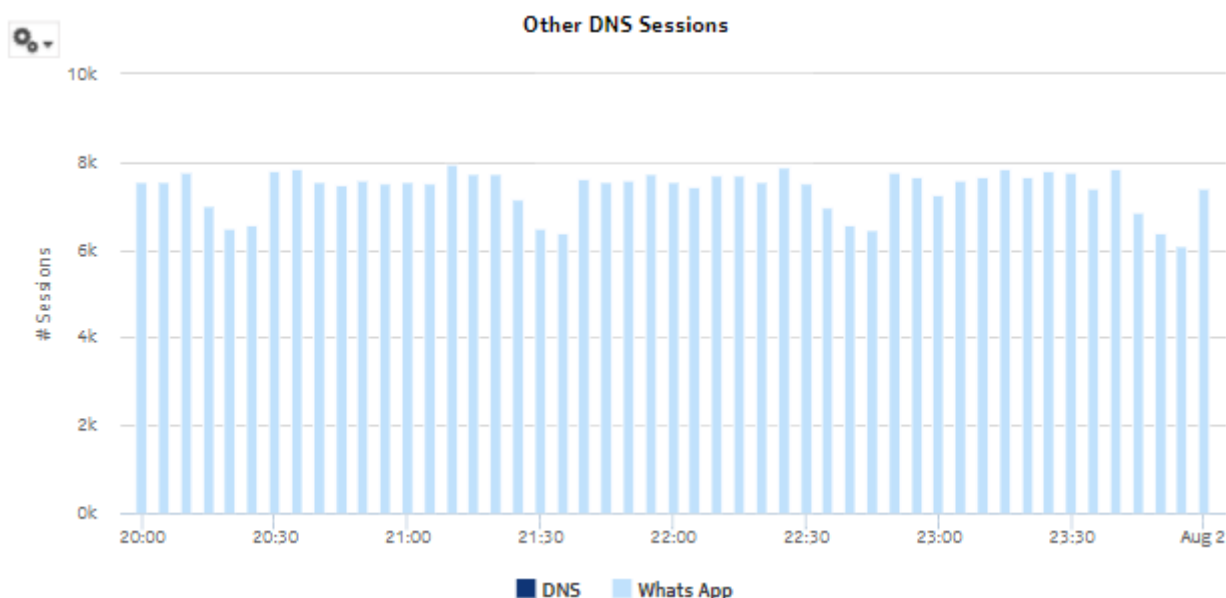 Other DNS Sessions
10k
8k
6k
4k
2k
0k
# Sessions
20:00 20:30 21:00 21:30 22:00 22:30 23:00 23:30 Aug 2
DNS Whats App